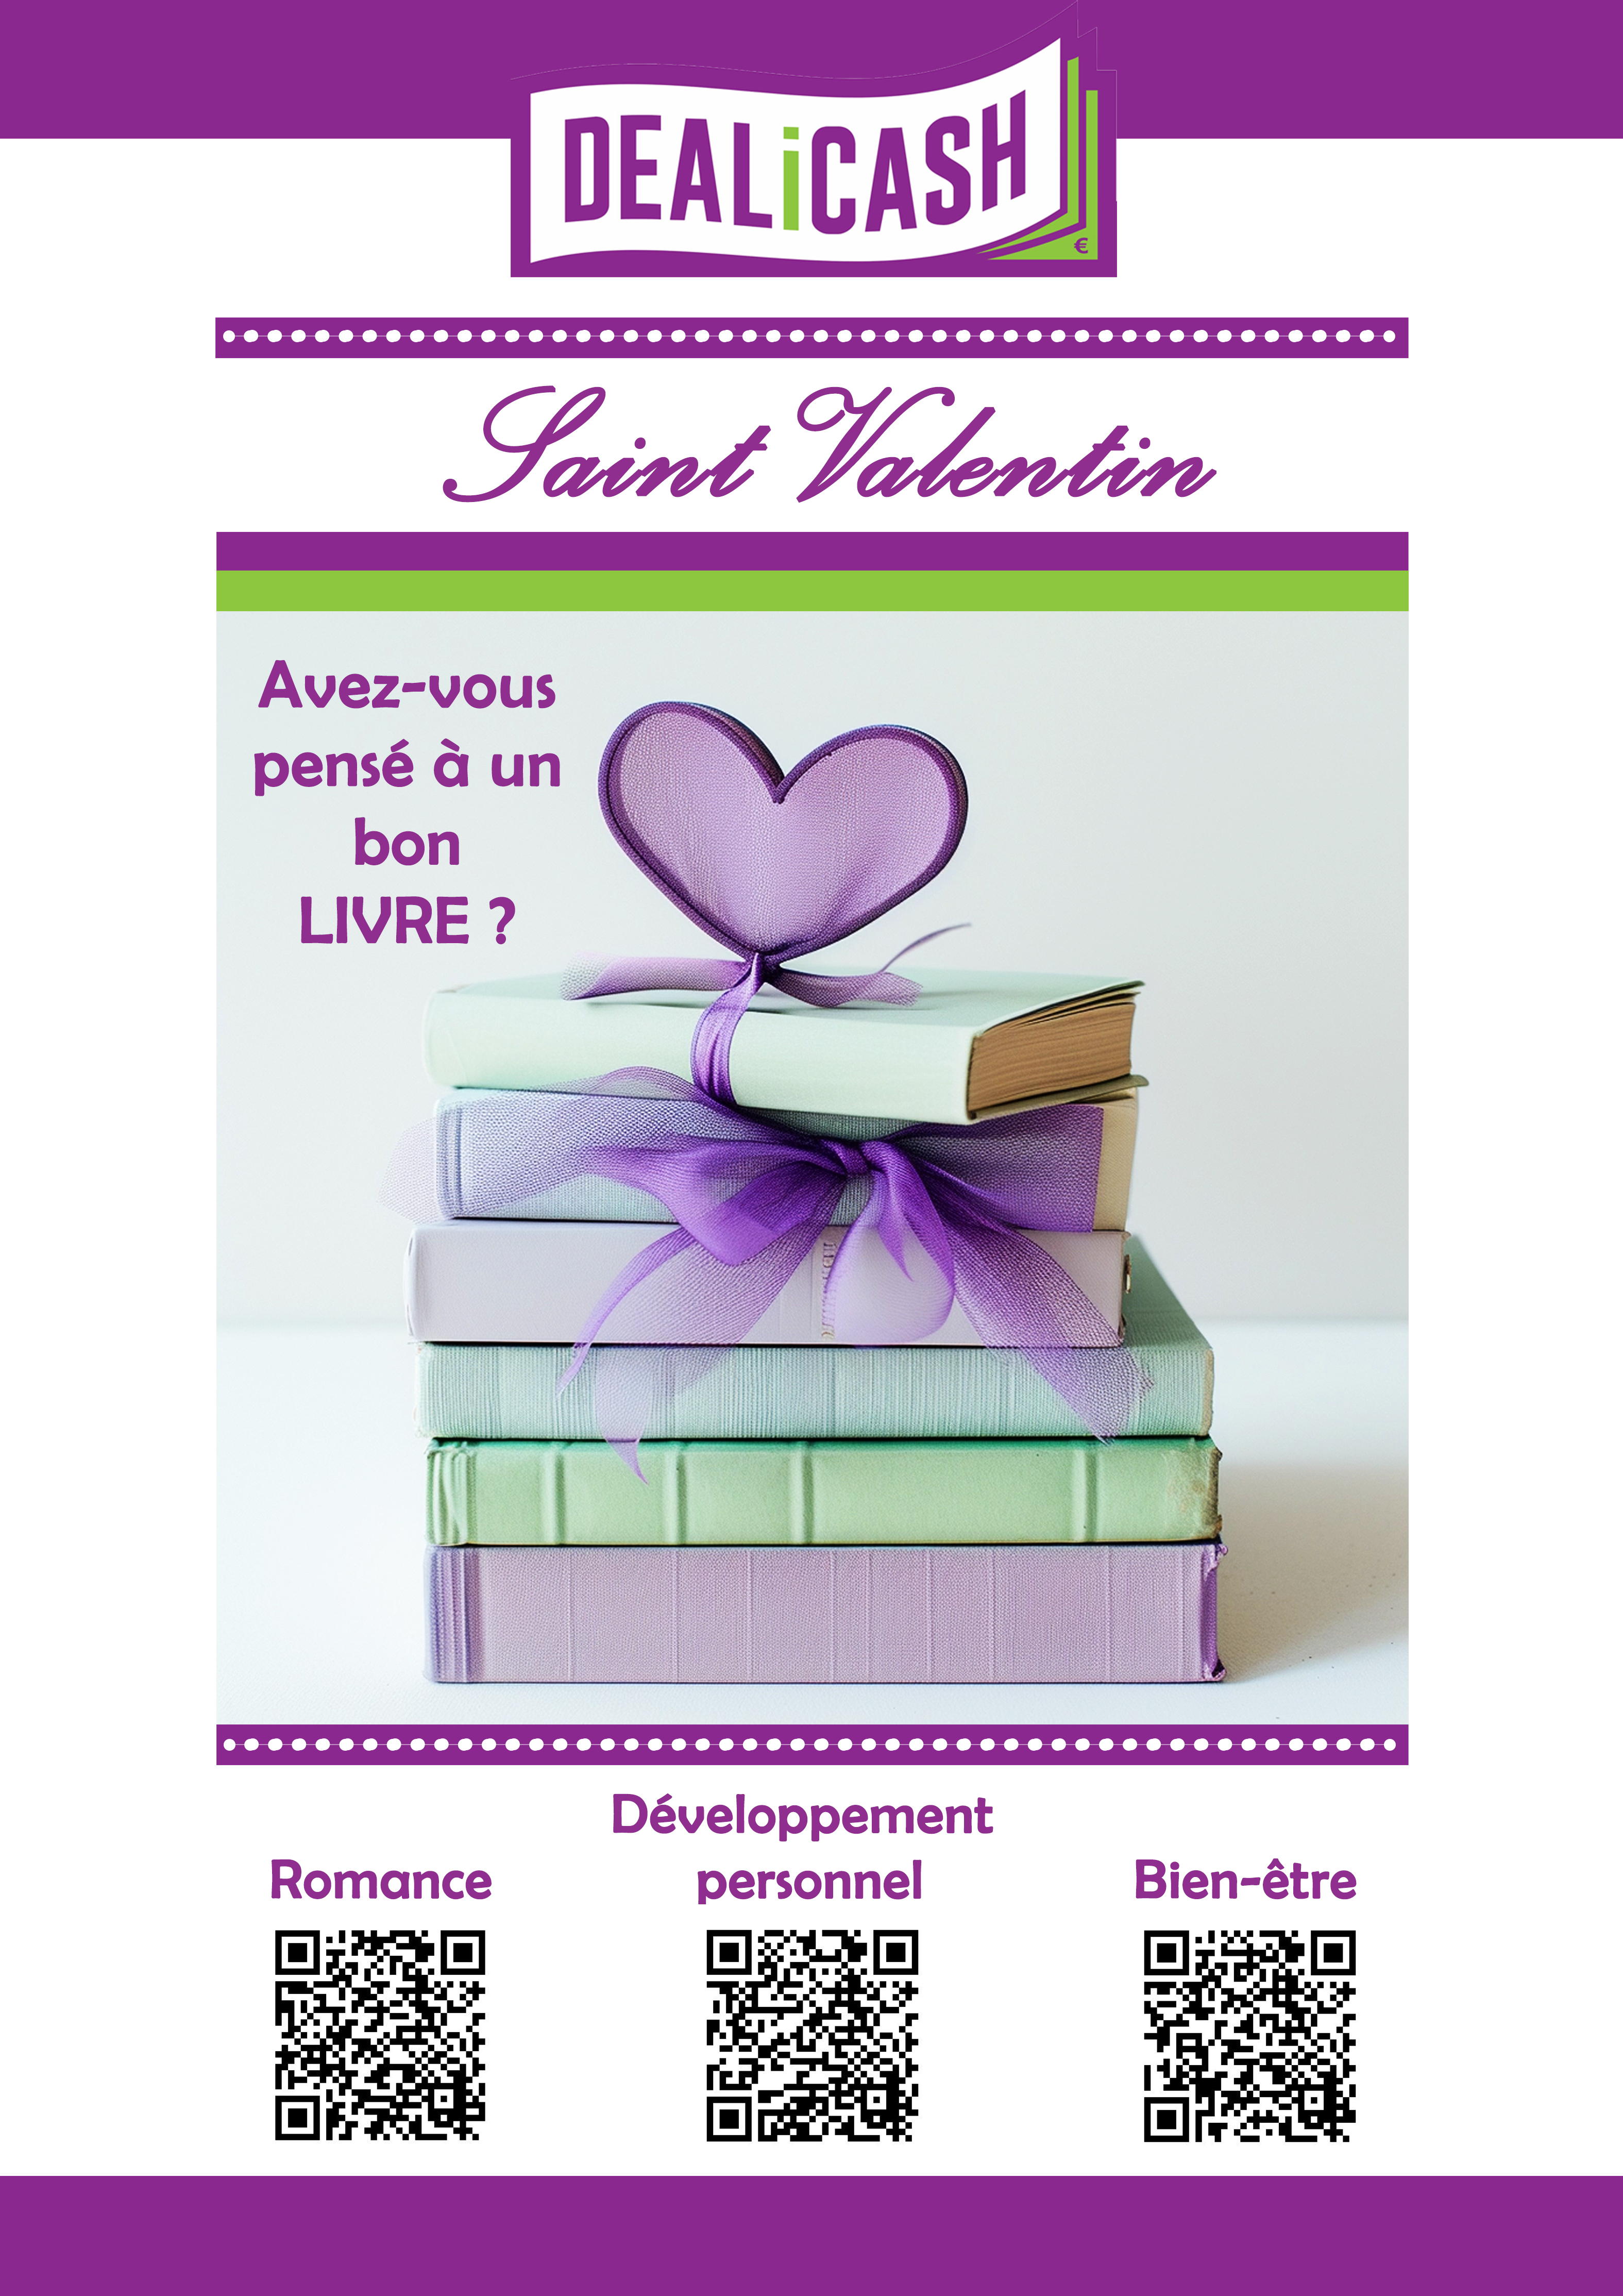 DEALiCASH
€
Saint Valentin
Avez-vous
pensé à un
bon
LIVRE ?
Développement
personnel
Romance
Bien-être